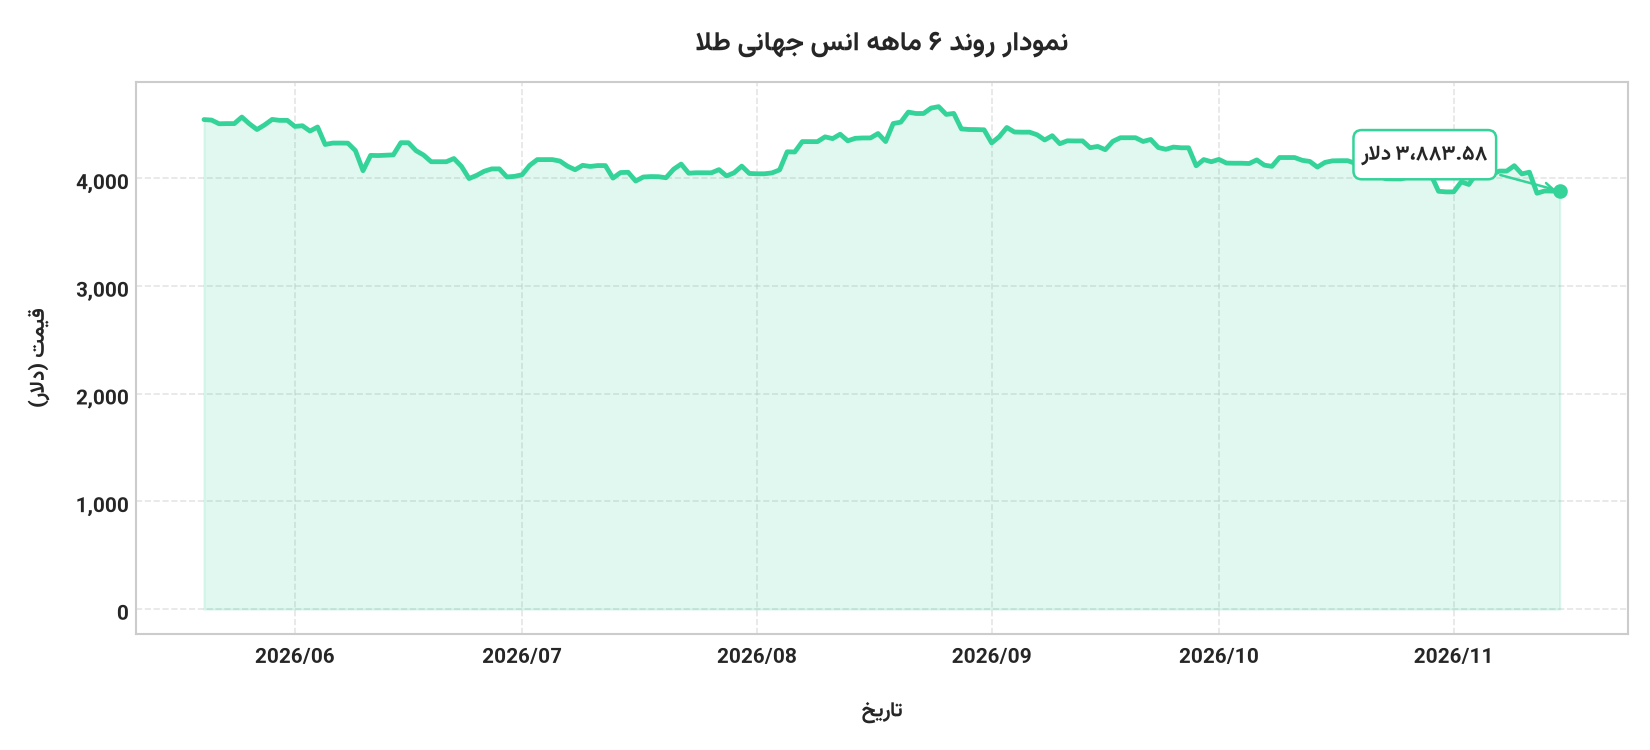 نمودار روند ۶ ماهه انس جهانی طلا
۳،۸۸۳.۵۸ دلار
قیمت (دلار)
4,000
3,000
2,000
1,000
0
2026/06
2026/07
2026/08
2026/09
2026/10
2026/11
تاریخ